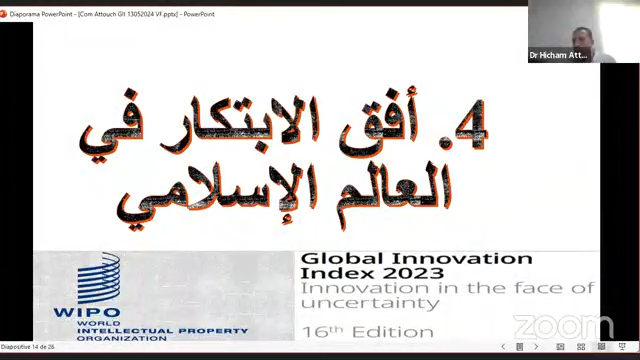 Diaporama PowerPoint - [Com Attouch GIt 13052024 VF.pptx] - PowerPoint
Dr Hicham Att...
4. أفق الابتكار في
العالم الإسلامي
WIPO
WORLD
INTELLECTUAL PROPERTY
ORGANIZATION
Global Innovation
Index 2023
Innovation in the face of
uncertainty
16th Edition
zoom
Diapositive 14 de 26